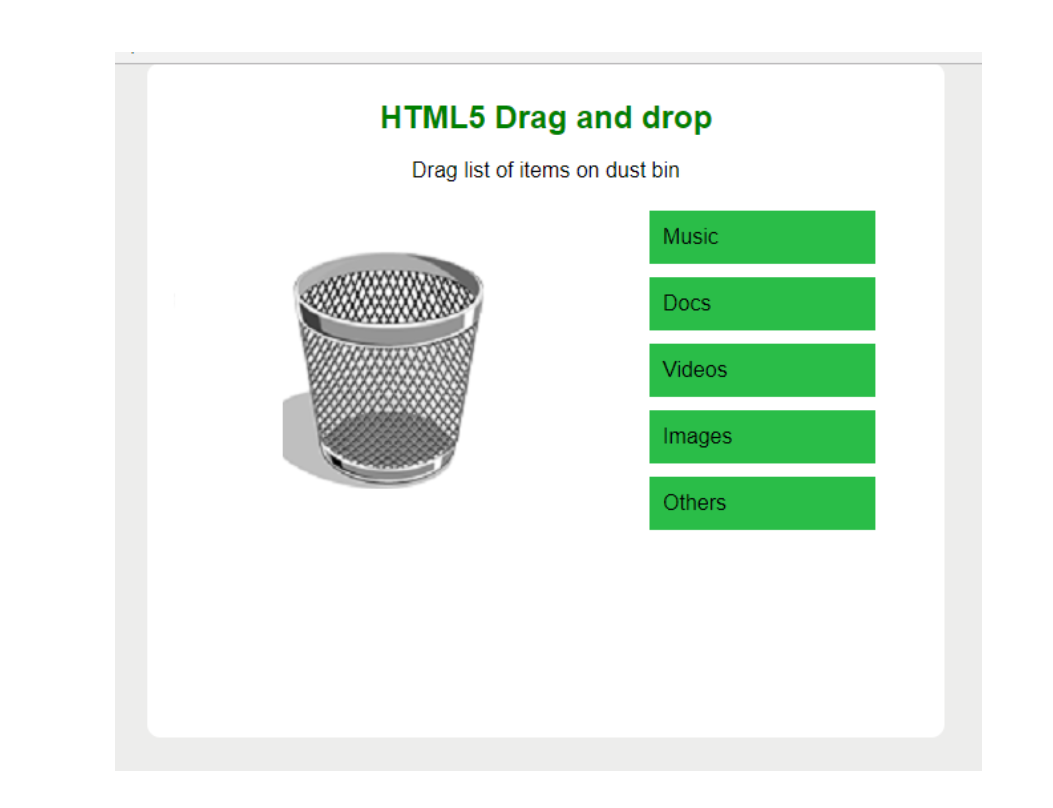 HTML5 Drag and drop
Drag list of items on dust bin
Music
Docs
Videos
Images
Others